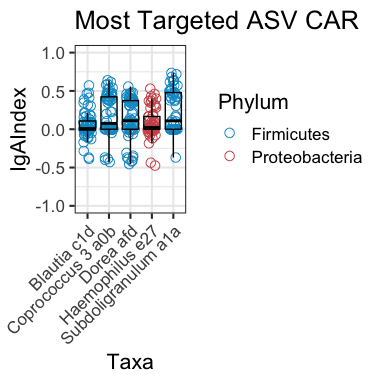 Most Targeted ASV CAR
IgAIndex
1.0
0.5
0.0
-0.5
-1.0
Blautia c1d
Coprococcus 3 a0b
Dorea afd
Haemophilus e27
Subdoligranulum a1a
Taxa
Phylum
Firmicutes
Proteobacteria